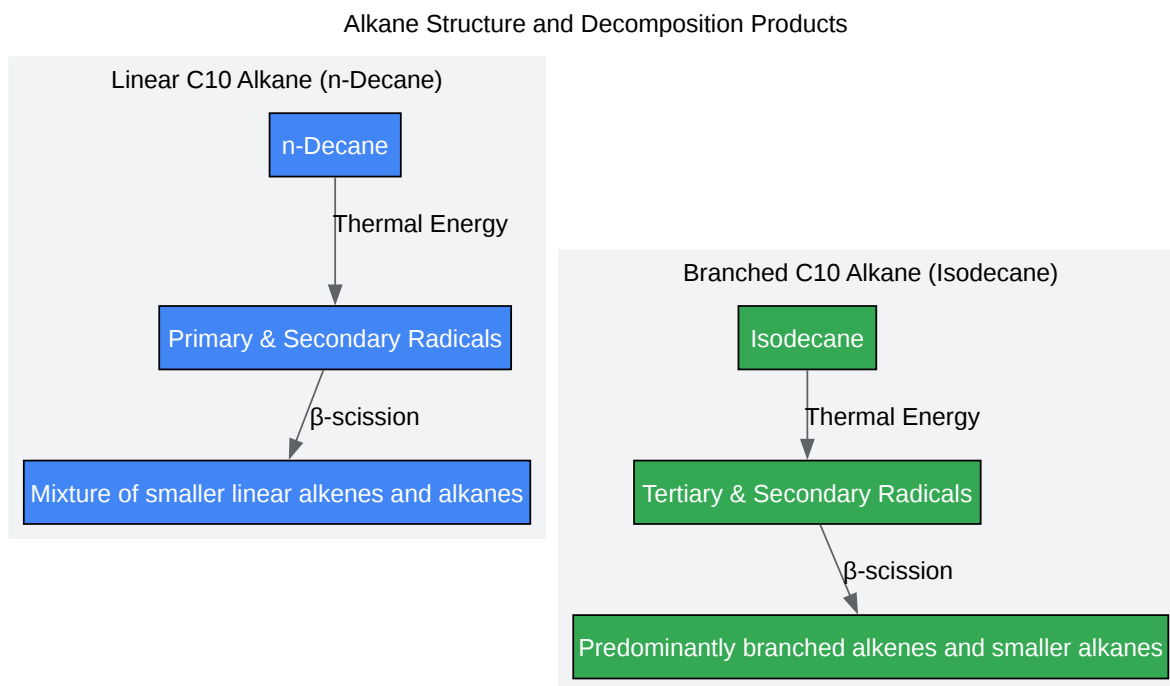 Alkane Structure and Decomposition Products
Linear C10 Alkane (n-Decane)
n-Decane
Thermal Energy
Primary & Secondary Radicals
β-scission
Mixture of smaller linear alkenes and alkanes
Branched C10 Alkane (Isodecane)
Isodecane
Thermal Energy
Tertiary & Secondary Radicals
β-scission
Predominantly branched alkenes and smaller alkanes